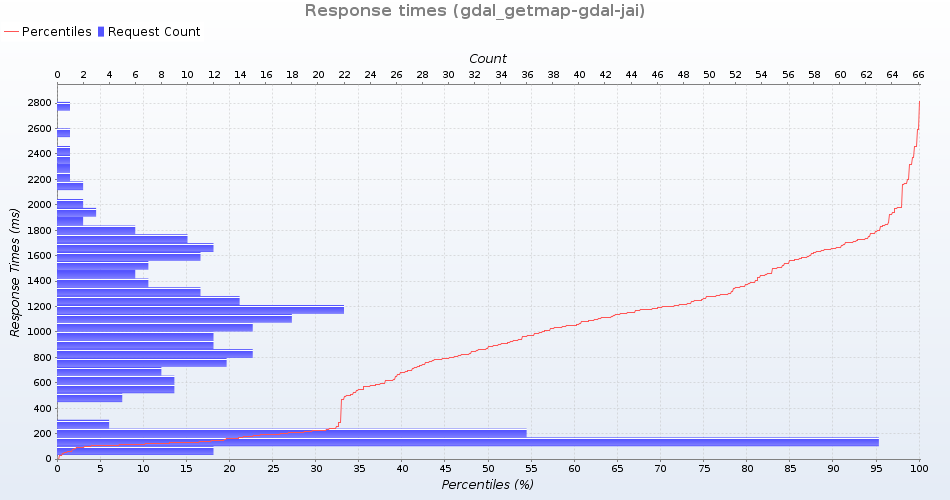 Response times (gdal_getmap-gdal-jai)
Percentiles Request Count
Count
0 2 4 6 8 10 12 14 16 18 20 22 24 26 28 30 32 34 36 38 40 42 44 46 48 50 52 54 56 58 60 62 64 66
Response Times (ms)
2800
2600
2400
2200
2000
1800
1600
1400
1200
1000
800
600
400
200
0
0 5 10 15 20 25 30 35 40 45 50 55 60 65 70 75 80 85 90 95 100
Percentiles (%)